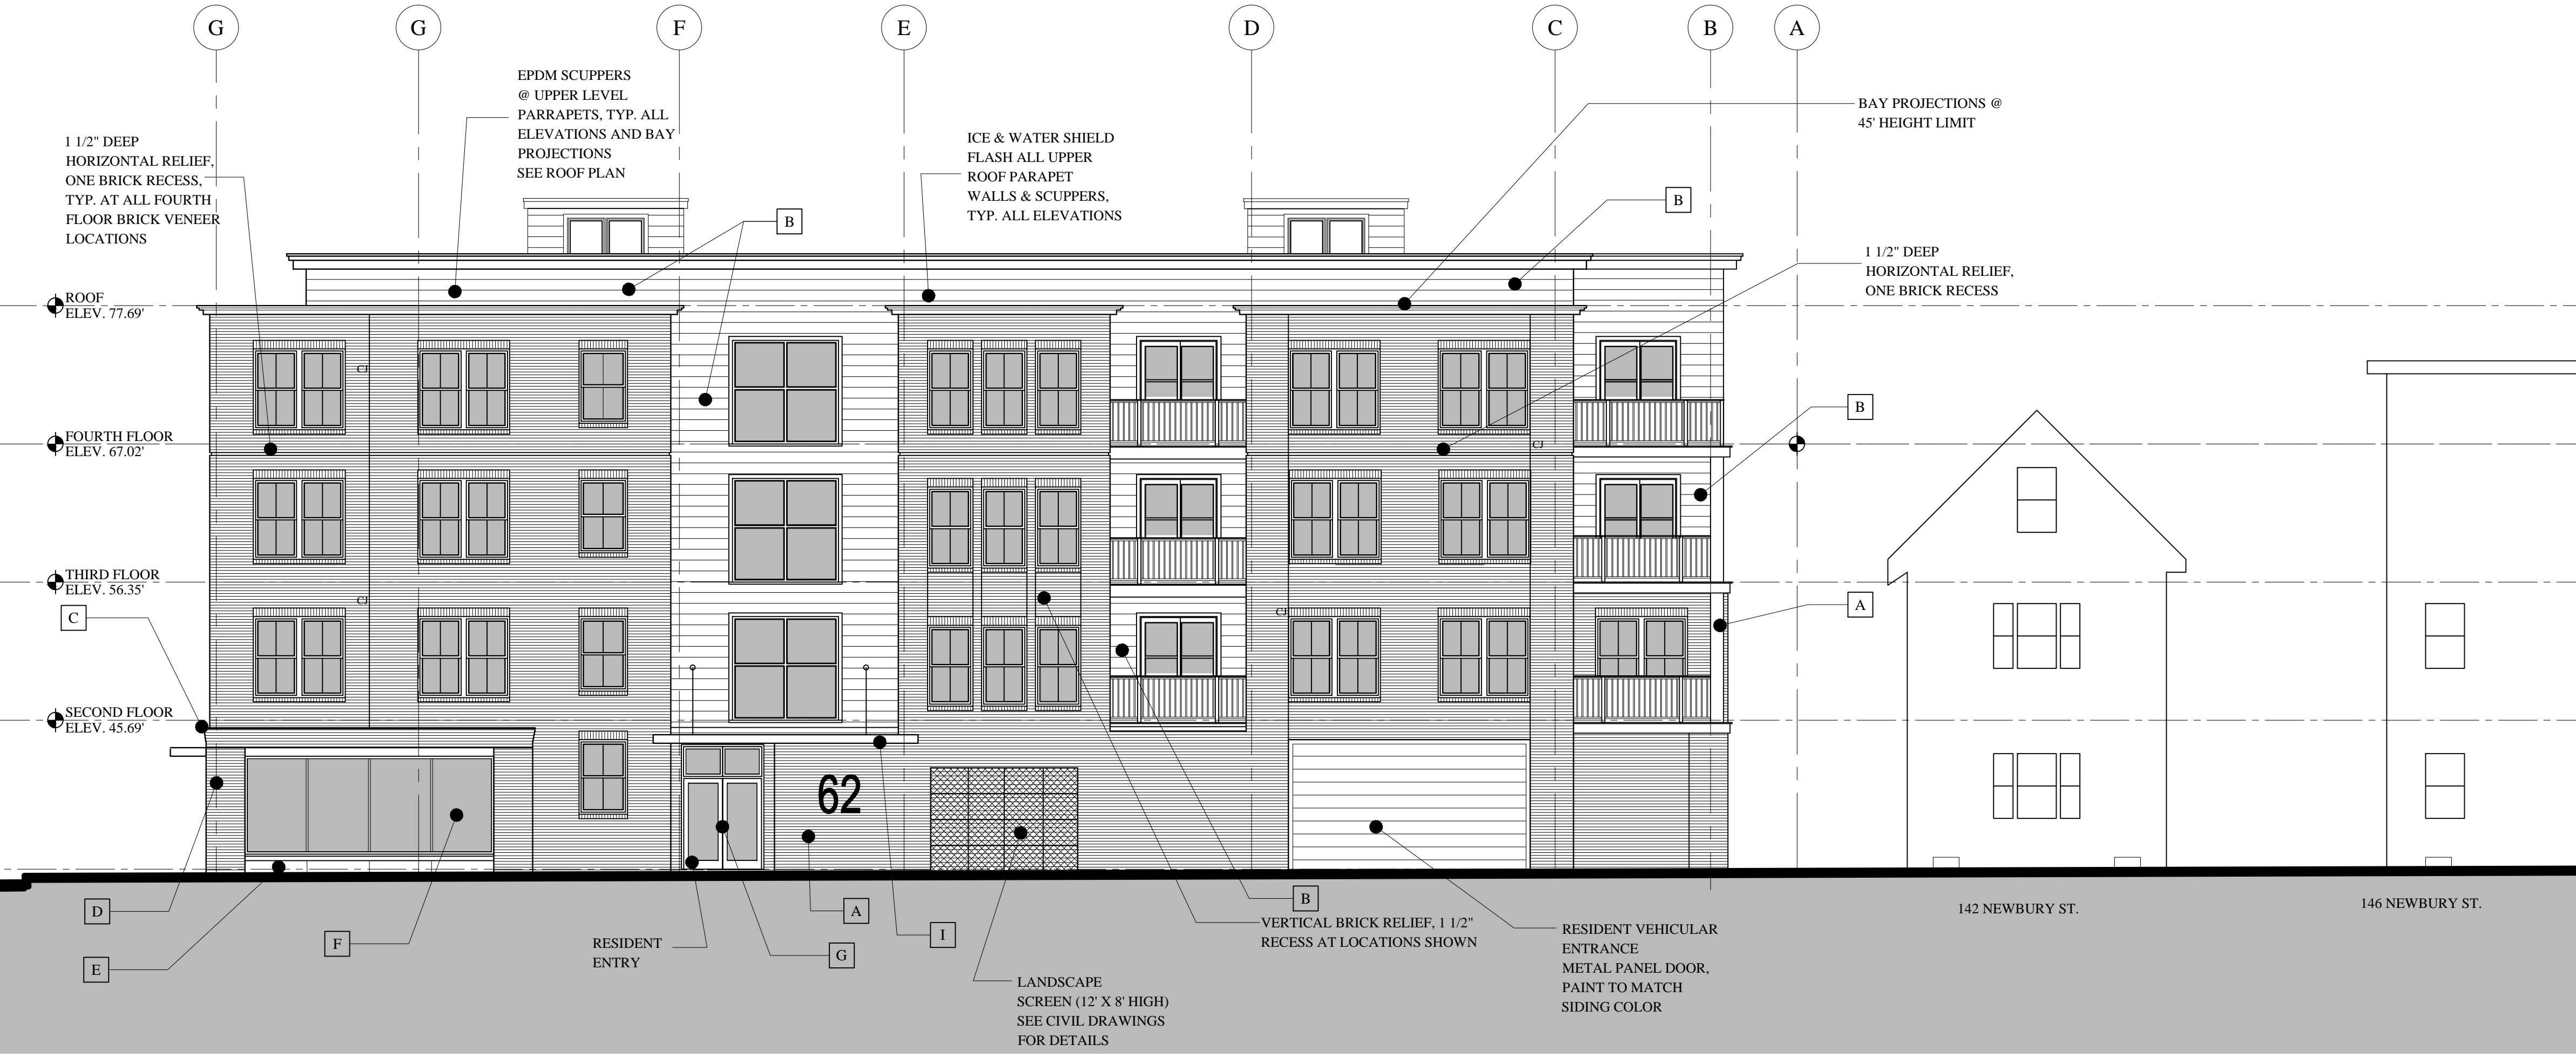 G
G
F
E
D
C
B
A
EPDM SCUPPERS
@ UPPER LEVEL
PARRAPETS, TYP. ALL
ELEVATIONS AND BAY
PROJECTIONS
SEE ROOF PLAN
BAY PROJECTIONS @
45' HEIGHT LIMIT
1 1/2" DEEP
HORIZONTAL RELIEF,
ONE BRICK RECESS,
TYP. AT ALL FOURTH
FLOOR BRICK VENEER
LOCATIONS
ICE & WATER SHIELD
FLASH ALL UPPER
ROOF PARAPET
WALLS & SCUPPERS,
TYP. ALL ELEVATIONS
B
B
1 1/2" DEEP
HORIZONTAL RELIEF,
ONE BRICK RECESS
ROOF
ELEV. 77.69'
CJ
B
FOURTH FLOOR
ELEV. 67.02'
CJ
THIRD FLOOR
ELEV. 56.35'
CJ
CJ
C
A
SECOND FLOOR
ELEV. 45.69'
62
D
F
E
RESIDENT
ENTRY
A
G
I
B
VERTICAL BRICK RELIEF, 1 1/2"
RECESS AT LOCATIONS SHOWN
LANDSCAPE
SCREEN (12' X 8' HIGH)
SEE CIVIL DRAWINGS
FOR DETAILS
RESIDENT VEHICULAR
ENTRANCE
METAL PANEL DOOR,
PAINT TO MATCH
SIDING COLOR
142 NEWBURY ST.
146 NEWBURY ST.